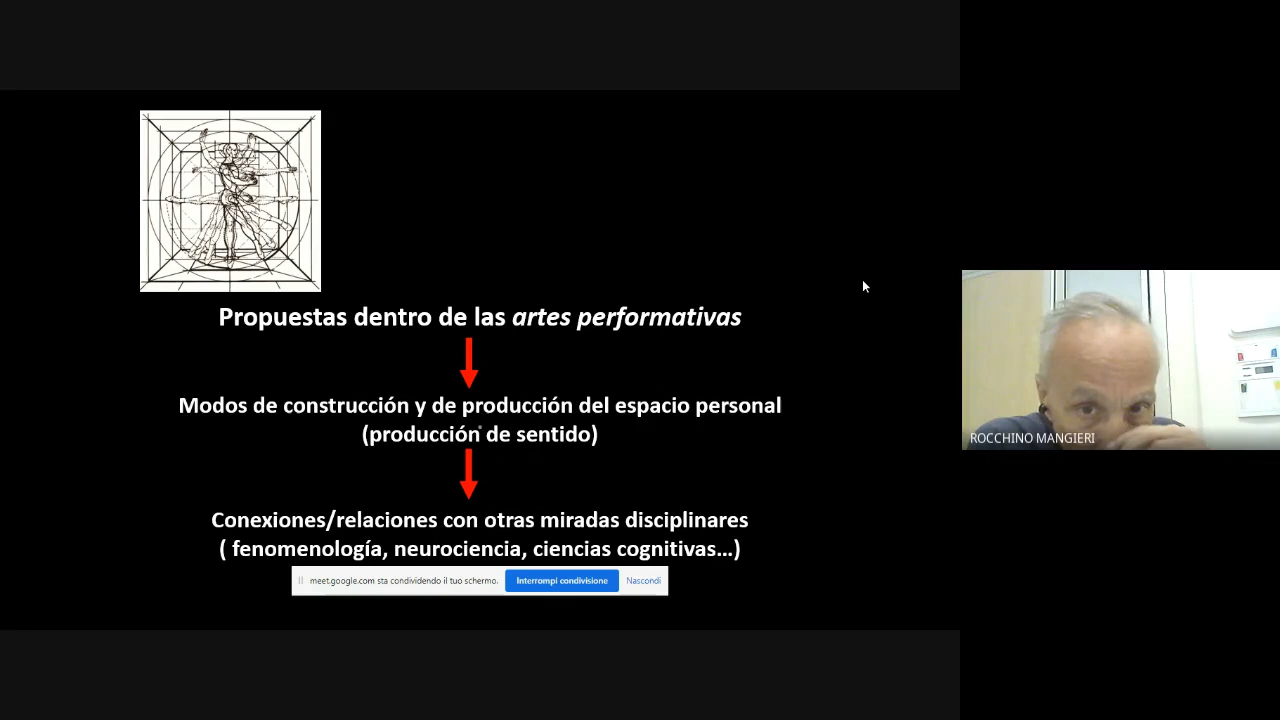 Propuestas dentro de las artes performativas
Modos de construcción y de producción del espacio personal
(producción de sentido)
Conexiones/relaciones con otras miradas disciplinares
( fenomenología, neurociencia, ciencias cognitivas...)
meet.google.com sta condividendo il tuo schermo. Interrompi condivisione Nascondi
ROCCHINO MANGIERI